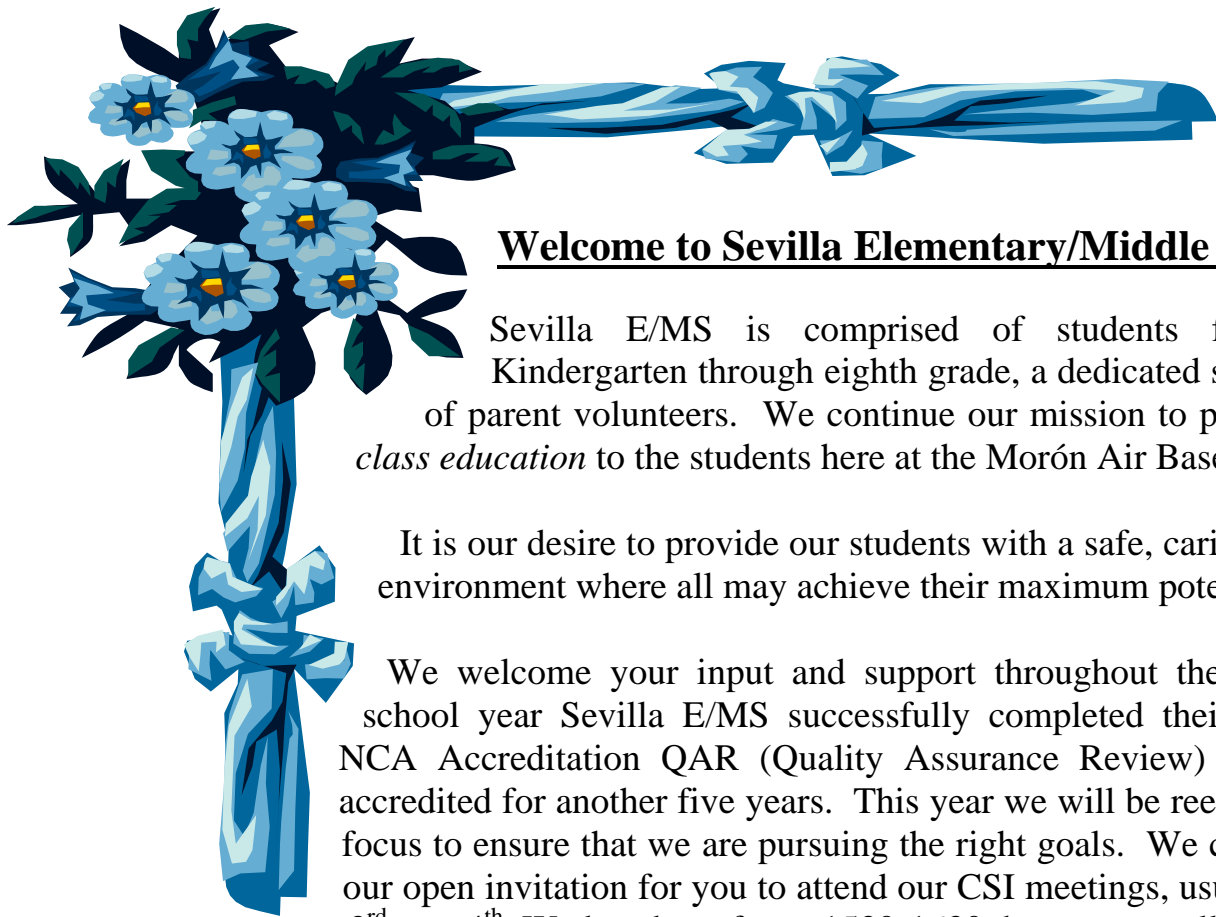 Welcome to Sevilla Elementary/Middle
Sevilla E/MS is comprised of students
Kindergarten through eighth grade, a dedicated
of parent volunteers. We continue our mission to
class education to the students here at the Morón Air Base
It is our desire to provide our students with a safe,
environment where all may achieve their maximum
We welcome your input and support throughout the
school year Sevilla E/MS successfully completed
NCA Accreditation QAR (Quality Assurance Review)
accredited for another five years. This year we will be
focus to ensure that we are pursuing the right goals. We
our open invitation for you to attend our CSI meetings,